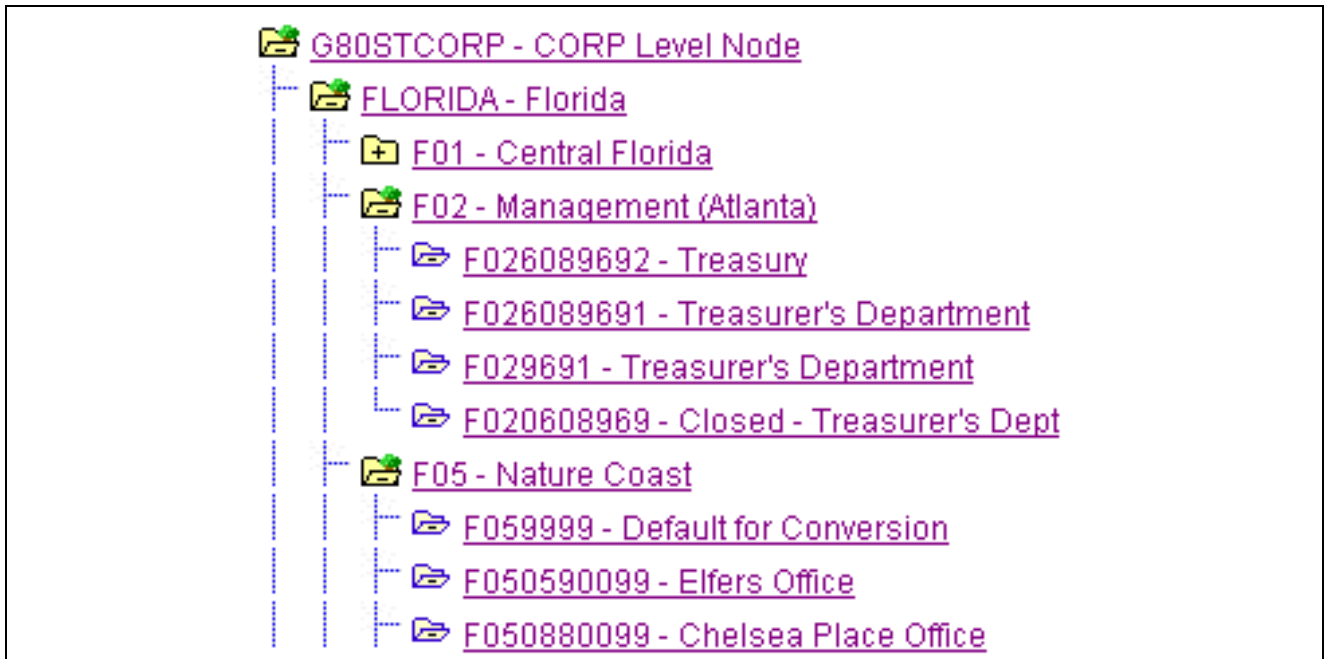 G80STCORP - CORP Level Node
FLORIDA - Florida
F01 - Central Florida
F02 - Management (Atlanta)
F026089692 - Treasury
F026089691 - Treasurer's Department
F029691 - Treasurer's Department
F020608969 - Closed - Treasurer's Dept
F05 - Nature Coast
F059999 - Default for Conversion
F050590099 - Elfers Office
F050880099 - Chelsea Place Office